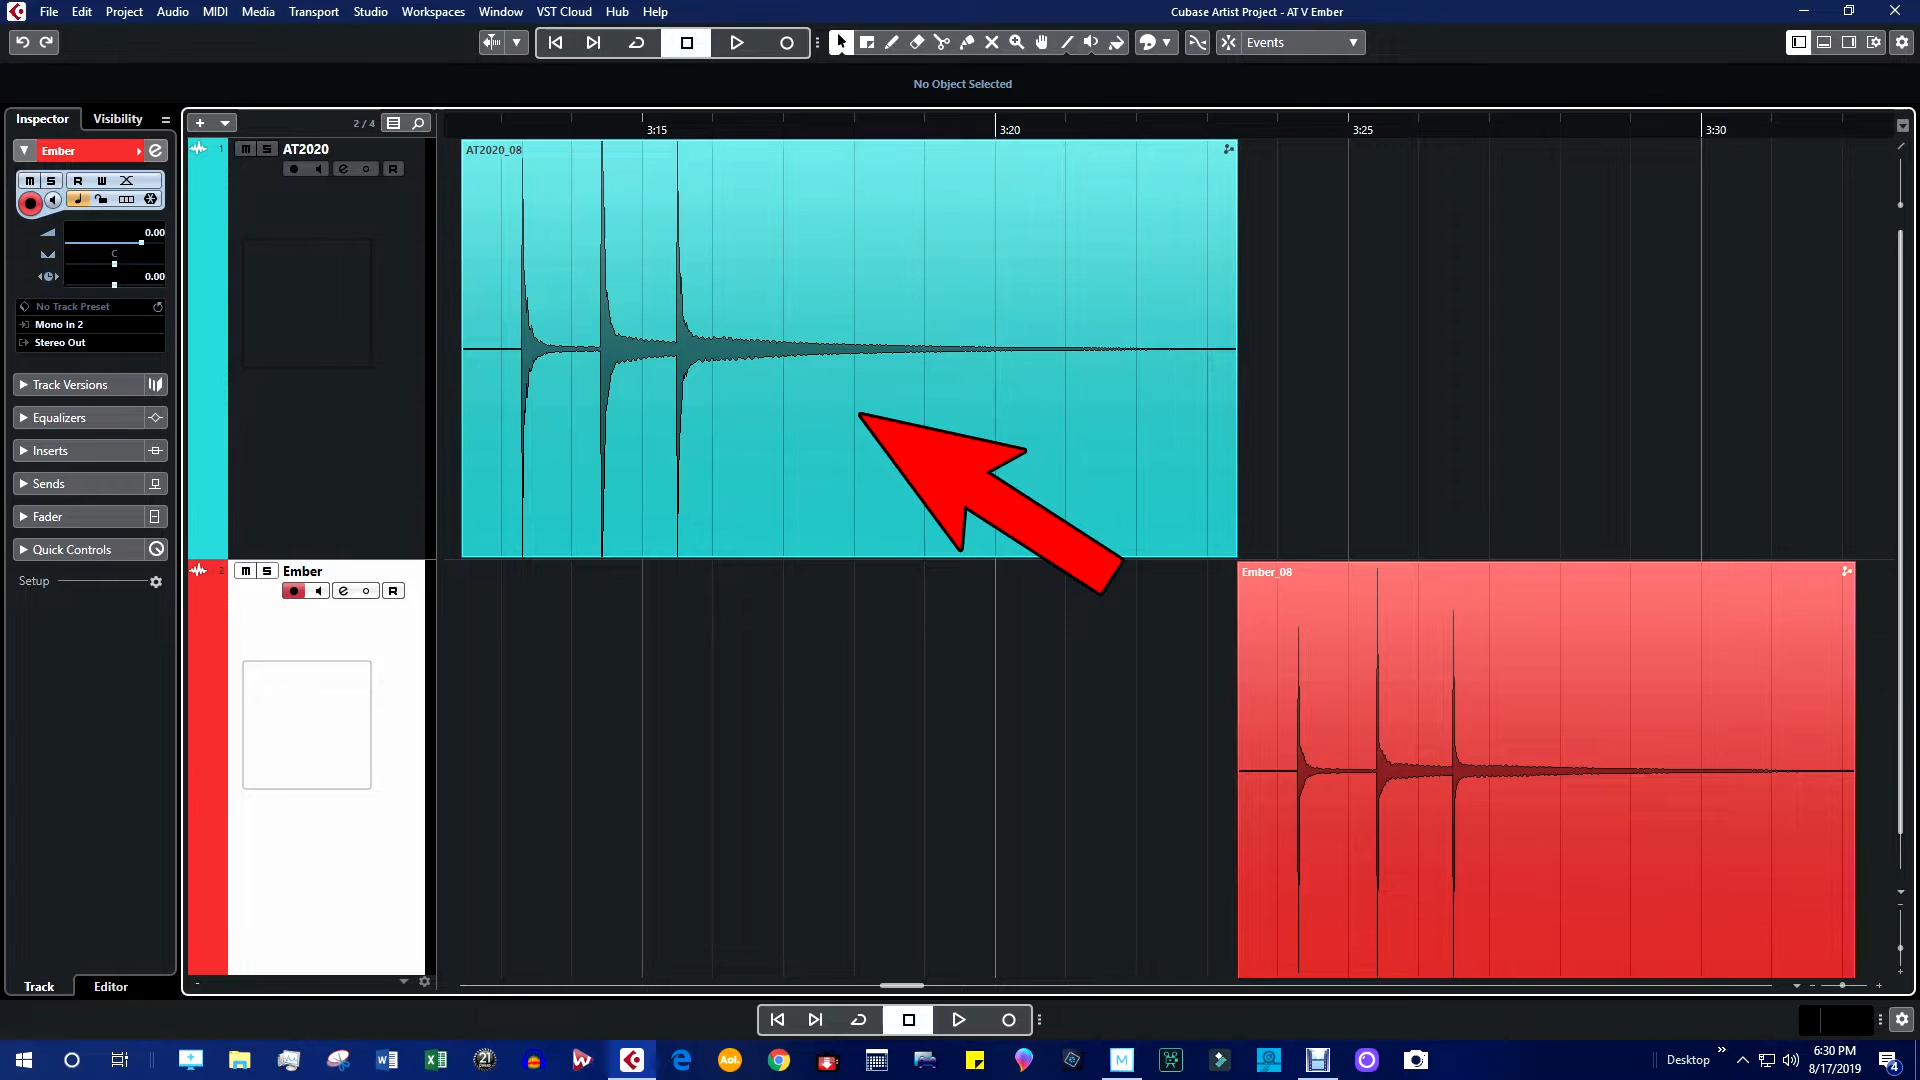 File Edit Project Audio MIDI Media Transport Studio Workspaces Window VST Cloud Hub Help
Cubase Artist Project - AT V Ember
Events
No Object Selected
Inspector Visibility
2 / 4
3:15 3:20 3:25 3:30
Ember
1 M S AT2020
R
AT2020_08
M S R W
0.00
C
0.00
No Track Preset
Mono In 2
Stereo Out
Track Versions
Equalizers
Inserts
Sends
Fader
Quick Controls
Setup
2 M S Ember
R
Ember_08
Track Editor
Desktop
6:30 PM
8/17/2019
4